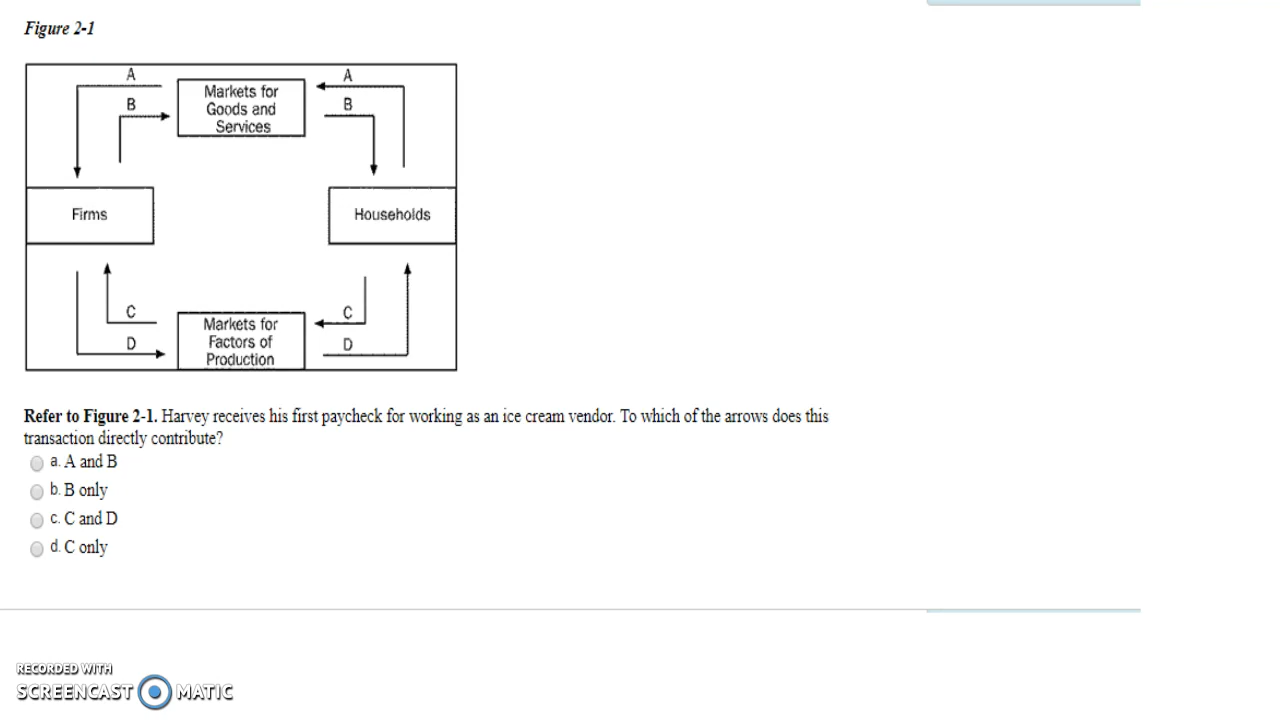 Figure 2-1
A
A
Markets for
Goods and
Services
B
B
Firms
Households
C
C
Markets for
Factors of
Production
D
D
Refer to Figure 2-1. Harvey receives his first paycheck for working as an ice cream vendor. To which of the arrows does this
transaction directly contribute?
a. A and B
b. B only
c. C and D
d. C only
RECORDED WITH
SCREENCAST MATIC